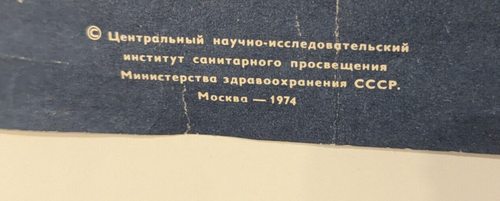 © Центральный научно-исследовательский
институт санитарного просвещения
Министерства здравоохранения СССР.
Москва — 1974